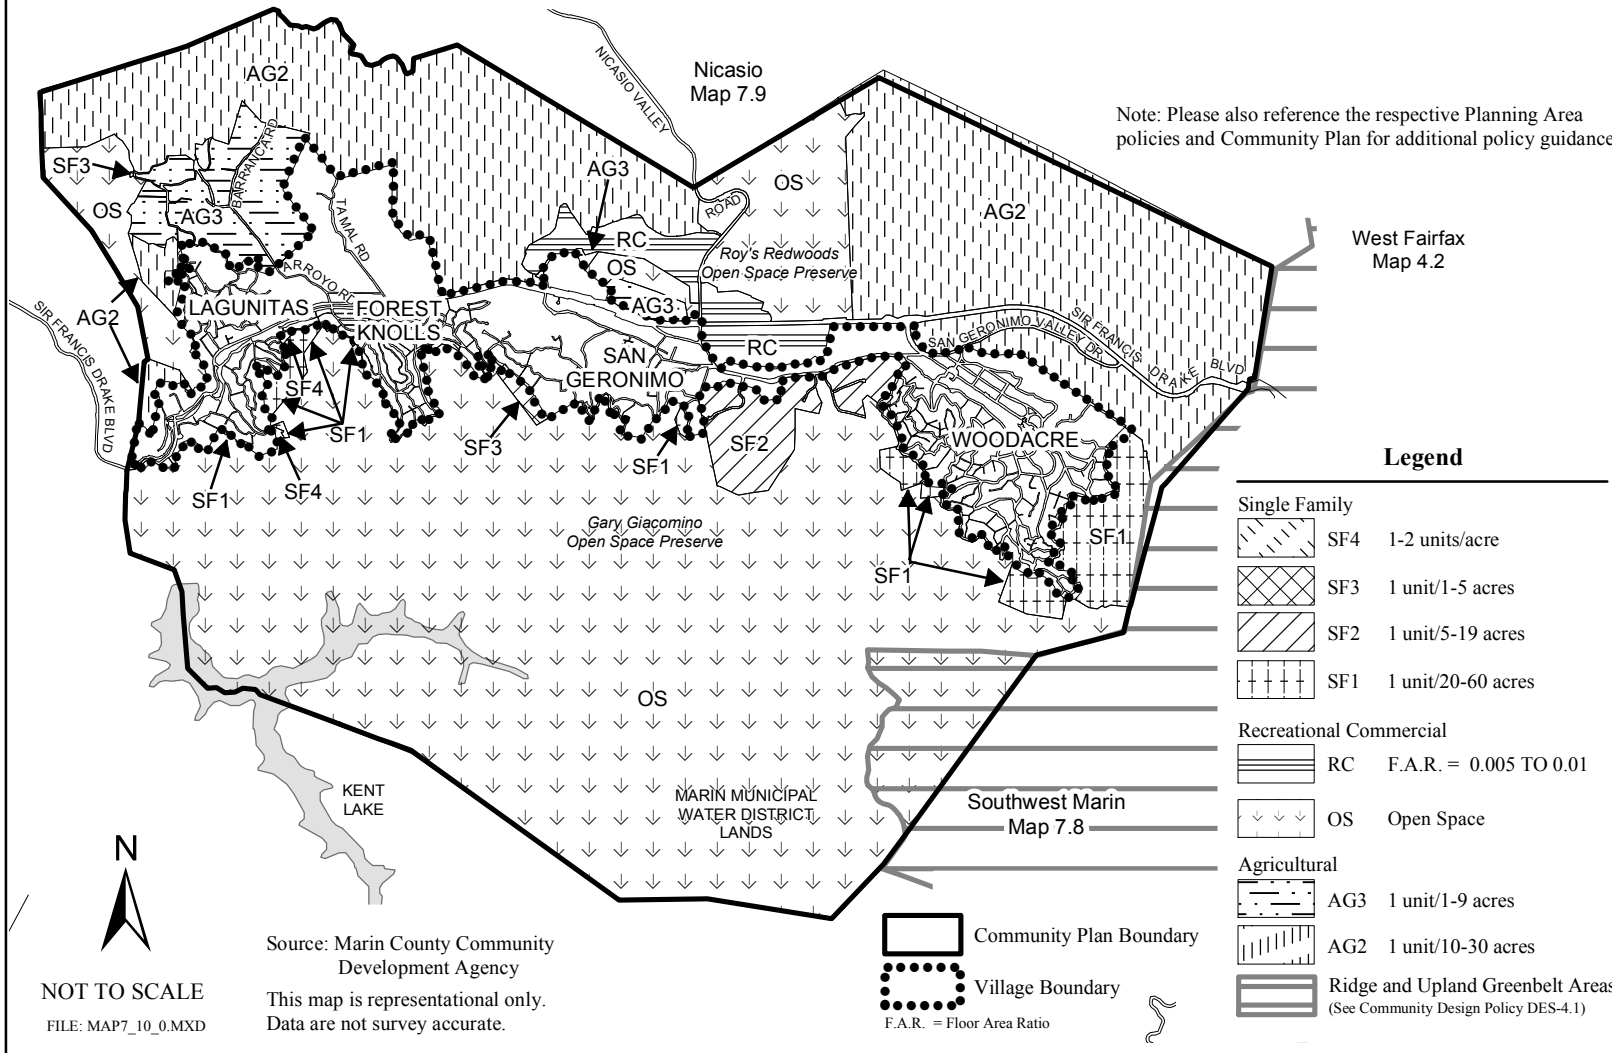 AG2
NICASIO VALLEY
Nicasio
Map 7.9
Note: Please also reference the respective Planning Area
policies and Community Plan for additional policy guidance
SF3
BARRANCA RD
OS
AG3
TAMAL RD
AG3
RC
OS
ROAD
OS
Roy's Redwoods
Open Space Preserve
AG2
West Fairfax
Map 4.2
ARROYO RD
LAGUNITAS
FOREST
KNOLLS
AG3
AG2
SIR FRANCIS DRAKE BLVD
SAN
GERONIMO
RC
SAN GERONIMO VALLEY DR
SIR FRANCIS
DRAKE
BLVD
SF4
SF1
SF3
SF1
SF2
WOODACRE
SF1
SF4
Gary Giacomino
Open Space Preserve
SF1
SF1
OS
KENT
LAKE
MARIN MUNICIPAL
WATER DISTRICT
LANDS
Southwest Marin
Map 7.8
Legend
Single Family
SF4 1-2 units/acre
SF3 1 unit/1-5 acres
SF2 1 unit/5-19 acres
SF1 1 unit/20-60 acres
Recreational Commercial
RC F.A.R. = 0.005 TO 0.01
OS Open Space
Agricultural
AG3 1 unit/1-9 acres
AG2 1 unit/10-30 acres
Ridge and Upland Greenbelt Areas
(See Community Design Policy DES-4.1)
Community Plan Boundary
Village Boundary
F.A.R. = Floor Area Ratio
N
NOT TO SCALE
FILE: MAP7_10_0.MXD
Source: Marin County Community
Development Agency
This map is representational only.
Data are not survey accurate.